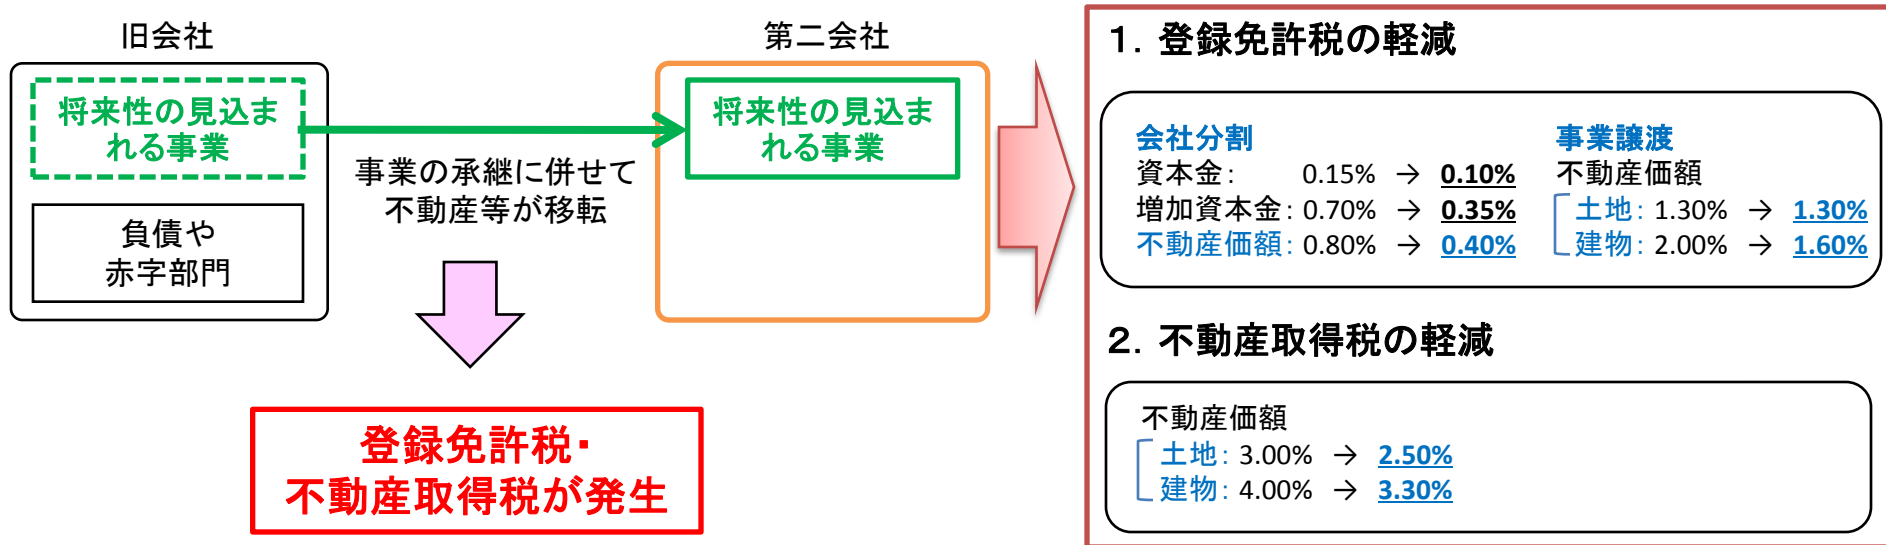 旧会社
将来性の見込ま
れる事業
負債や
赤字部門
事業の承継に併せて
不動産等が移転
第二会社
将来性の見込ま
れる事業
登録免許税・
不動産取得税が発生
１．登録免許税の軽減
会社分割
資本金： 0.15% → 0.10%
増加資本金：0.70% → 0.35%
不動産価額：0.80% → 0.40%
事業譲渡
不動産価額
土地：1.30% → 1.30%
建物：2.00% → 1.60%
２．不動産取得税の軽減
不動産価額
土地：3.00% → 2.50%
建物：4.00% → 3.30%